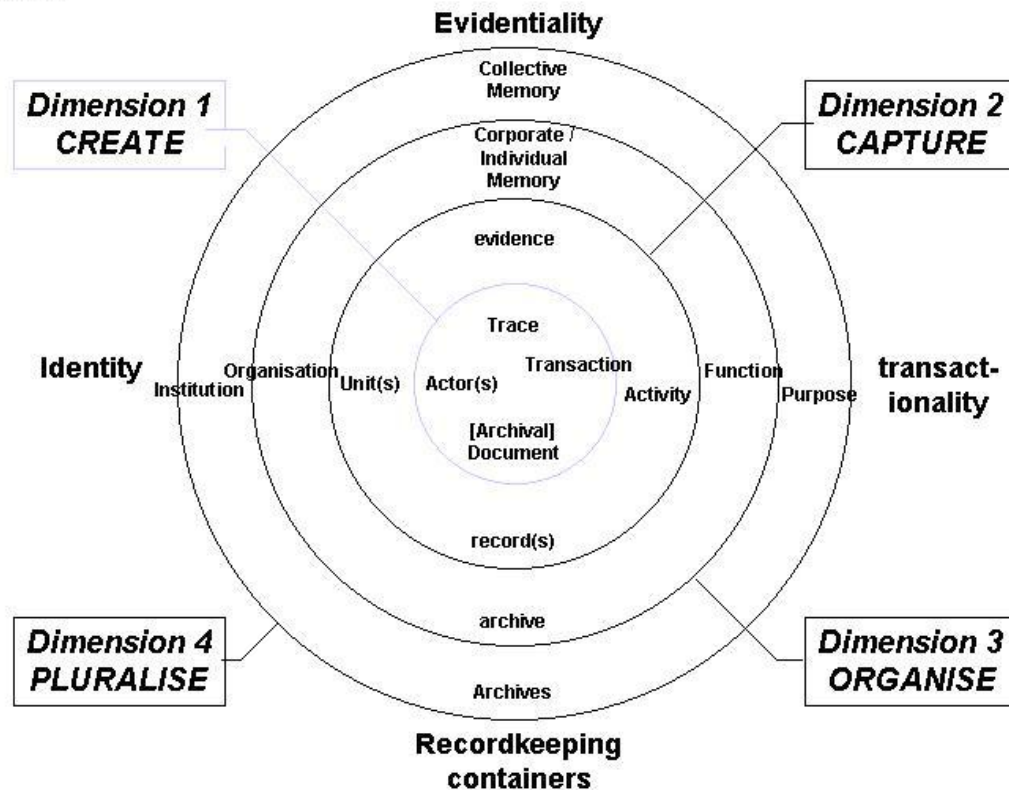 Evidentiality
Collective
Memory
Dimension 1
CREATE
Dimension 2
CAPTURE
Corporate /
Individual
Memory
evidence
Trace
Identity
Institution
Organisation
Unit(s)
Actor(s)
Transaction
Activity
Function
Purpose
transact-
ionality
[Archival]
Document
record(s)
archive
Dimension 4
PLURALISE
Dimension 3
ORGANISE
Archives
Recordkeeping
containers